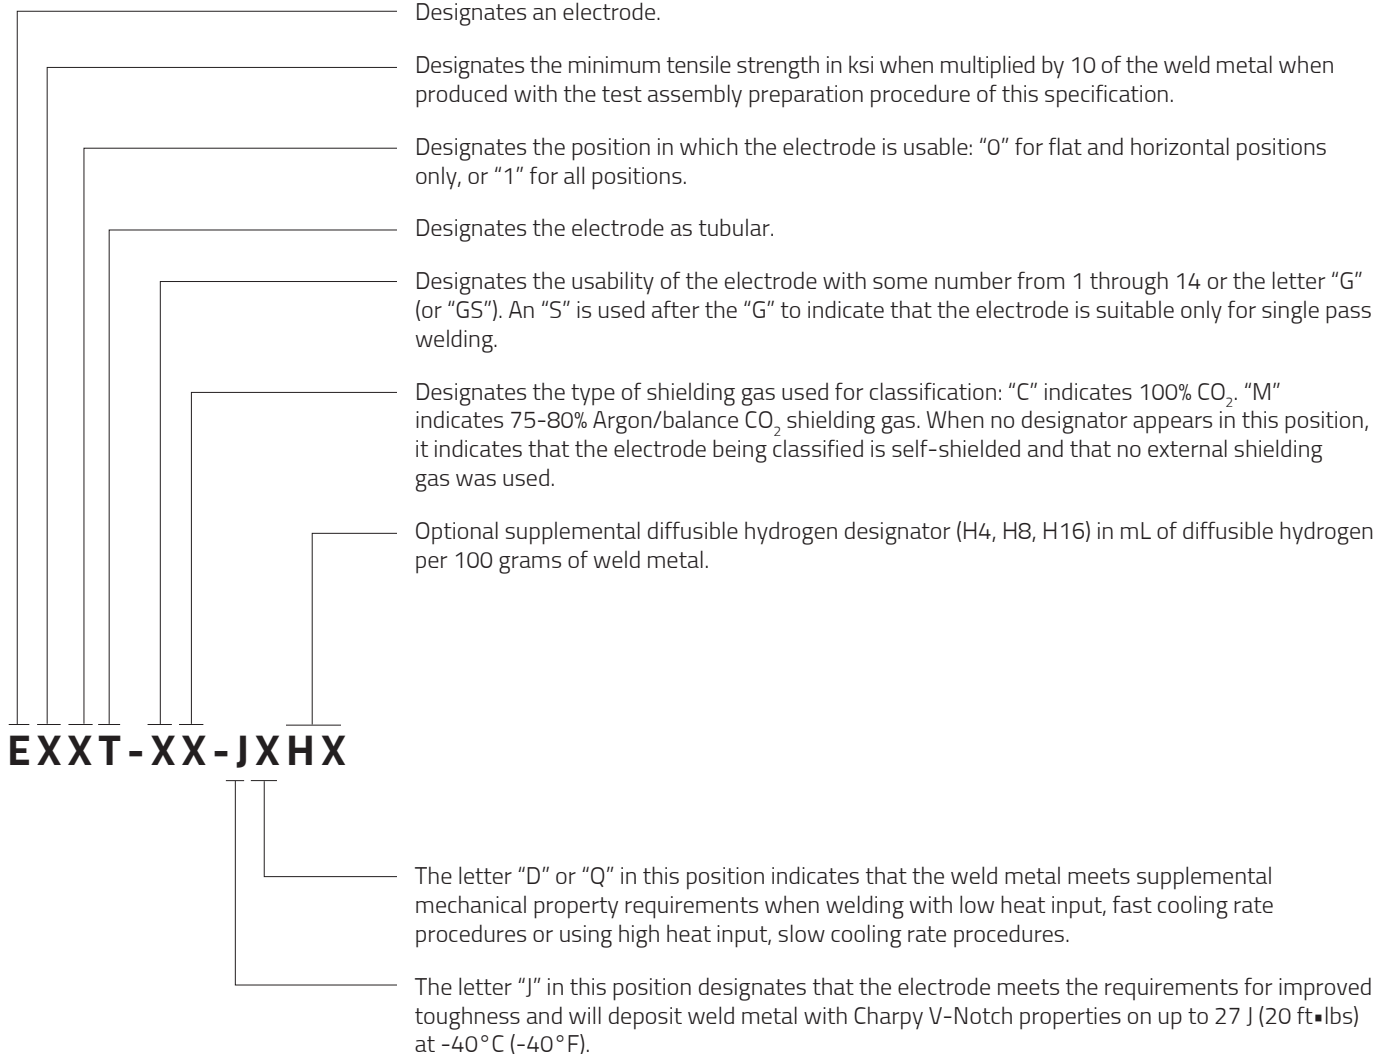 Designates an electrode.
Designates the minimum tensile strength in ksi when multiplied by 10 of the weld metal when
produced with the test assembly preparation procedure of this specification.
Designates the position in which the electrode is usable: “0” for flat and horizontal positions
only, or “1” for all positions.
Designates the electrode as tubular.
Designates the usability of the electrode with some number from 1 through 14 or the letter “G”
(or “GS”). An “S” is used after the “G” to indicate that the electrode is suitable only for single pass
welding.
Designates the type of shielding gas used for classification: “C” indicates 100% CO₂. “M”
indicates 75-80% Argon/balance CO₂ shielding gas. When no designator appears in this position,
it indicates that the electrode being classified is self-shielded and that no external shielding
gas was used.
Optional supplemental diffusible hydrogen designator (H4, H8, H16) in mL of diffusible hydrogen
per 100 grams of weld metal.
EXXT-XX-JXHX
The letter “D” or “Q” in this position indicates that the weld metal meets supplemental
mechanical property requirements when welding with low heat input, fast cooling rate
procedures or using high heat input, slow cooling rate procedures.
The letter “J” in this position designates that the electrode meets the requirements for improved
toughness and will deposit weld metal with Charpy V-Notch properties on up to 27 J (20 ft▪lbs)
at -40°C (-40°F).